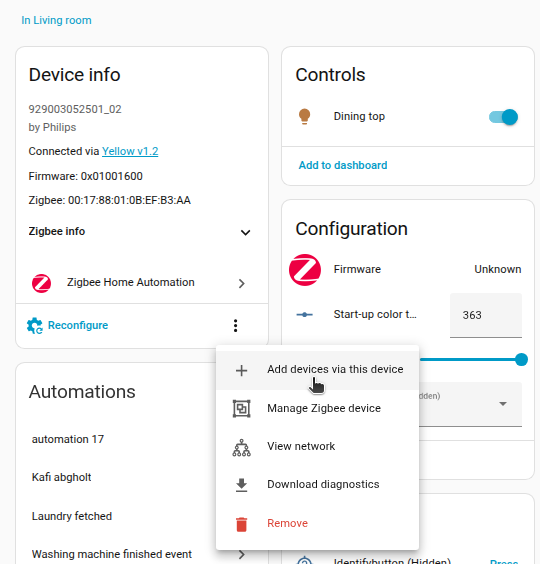 In Living room
Device info
929003052501_02
by Philips
Connected via Yellow v1.2
Firmware: 0x01001600
Zigbee: 00:17:88:01:0B:EF:B3:AA
Zigbee info
Zigbee Home Automation
Reconfigure
Controls
Dining top
Add to dashboard
Configuration
Firmware Unknown
Start-up color t...
363
dden)
Add devices via this device
Manage Zigbee device
View network
Download diagnostics
Remove
Automations
automation 17
Kafi abgholt
Laundry fetched
Washing machine finished event
Identifybutton (Hidden) Press